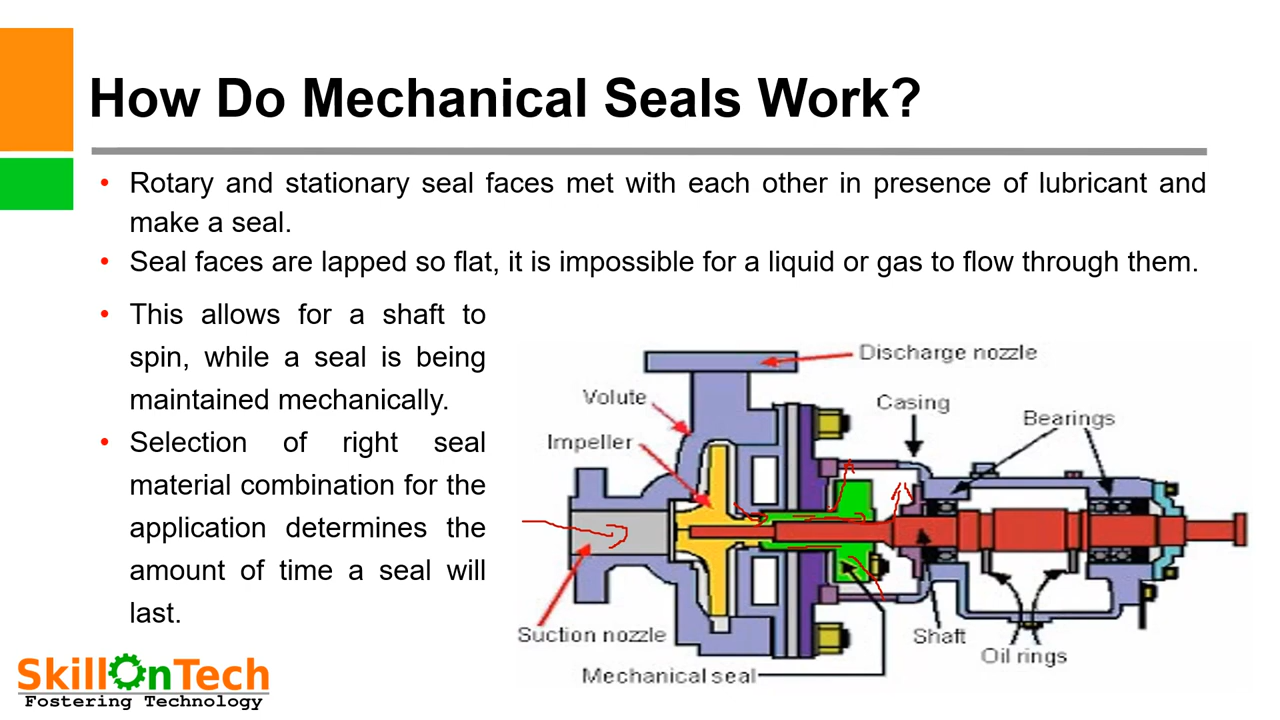 How Do Mechanical Seals Work?
• Rotary and stationary seal faces met with each other in presence of lubricant and
make a seal.
• Seal faces are lapped so flat, it is impossible for a liquid or gas to flow through them.
• This allows for a shaft to
spin, while a seal is being
maintained mechanically.
• Selection of right seal
material combination for the
application determines the
amount of time a seal will
last.
Discharge nozzle
Volute
Casing
Bearings
Impeller
Suction nozzle
Shaft
Oil rings
Mechanical seal
SkillOnTech
Fostering Technology